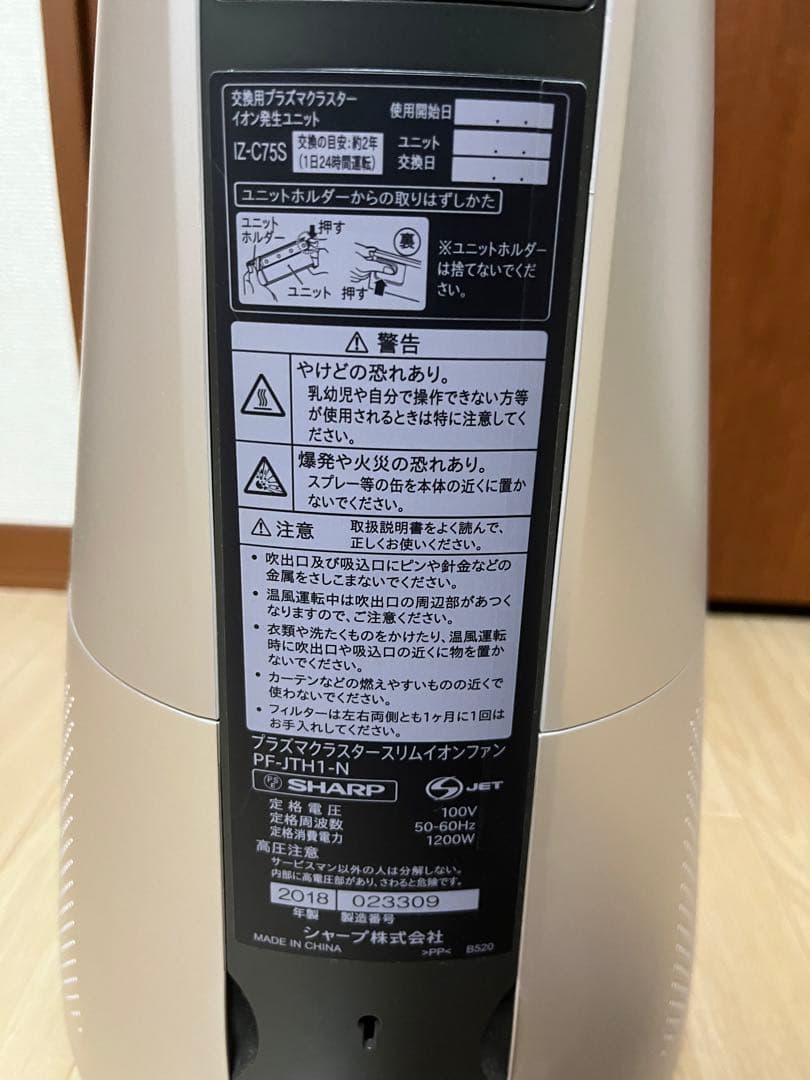 交換用プラズマクラスター
イオン発生ユニット
使用開始日 . .
IZ-C75S
交換の目安:約2年
(1日24時間運転)
ユニット
交換日
. .
. .
ユニットホルダーからの取りはずしかた
ユニット
ホルダー
押す
ユニット
裏
押す
※ユニットホルダー
は捨てないでくだ
さい。
⚠ 警告
やけどの恐れあり。
乳幼児や自分で操作できない方等
が使用されるときは特に注意してく
ださい。
爆発や火災の恐れあり。
スプレー等の缶を本体の近くに置か
ないでください。
⚠ 注意
取扱説明書をよく読んで、
正しくお使いください。
• 吹出口及び吸込口にピンや針金などの
金属をさしこまないでください。
• 温風運転中は吹出口の周辺部があつく
なりますので、ご注意ください。
• 衣類や洗たくものをかけたり、温風運転
時に吹出口や吸込口の近くに物を置か
ないでください。
• カーテンなどの燃えやすいものの近くで
使わないでください。
• フィルターは左右両側とも1ヶ月に1回は
お手入れしてください。
プラズマクラスタースリムイオンファン
PF-JTH1-N
PS E SHARP
S JET
定格電圧 100V
定格周波数 50-60Hz
定格消費電力 1200W
高圧注意
サービスマン以外の人は分解しない。
内部に高電圧部があり、さわると危険です。
2018 023309
年製 製造番号
シャープ株式会社
MADE IN CHINA
>PP< B520